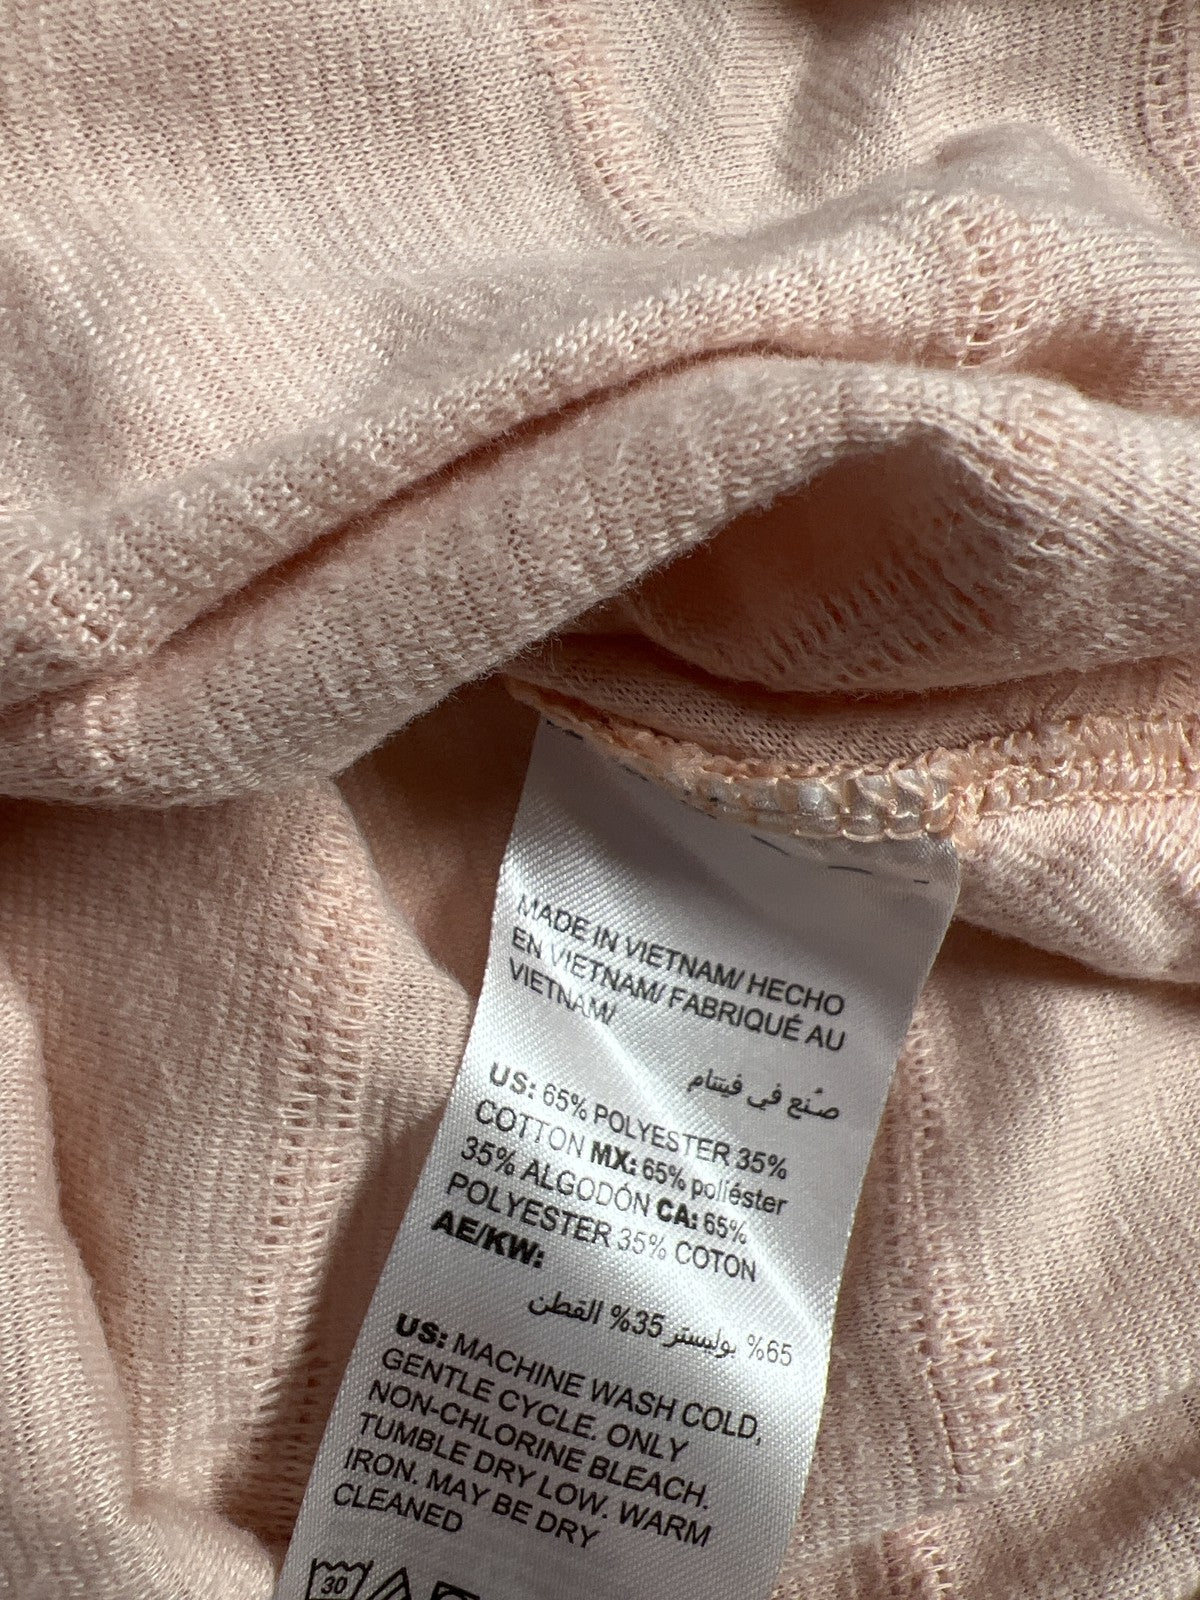 MADE IN VIETNAM/ HECHO
EN VIETNAM/ FABRIQUÉ AU
VIETNAM/
صنع في فيتنام
US: 65% POLYESTER 35%
COTTON MX: 65% poliéster
35% ALGODÓN CA: 65%
POLYESTER 35% COTON
AE/KW:
65% بوليستر 35% القطن
US: MACHINE WASH COLD,
GENTLE CYCLE. ONLY
NON-CHLORINE BLEACH.
TUMBLE DRY LOW. WARM
IRON. MAY BE DRY
CLEANED
30